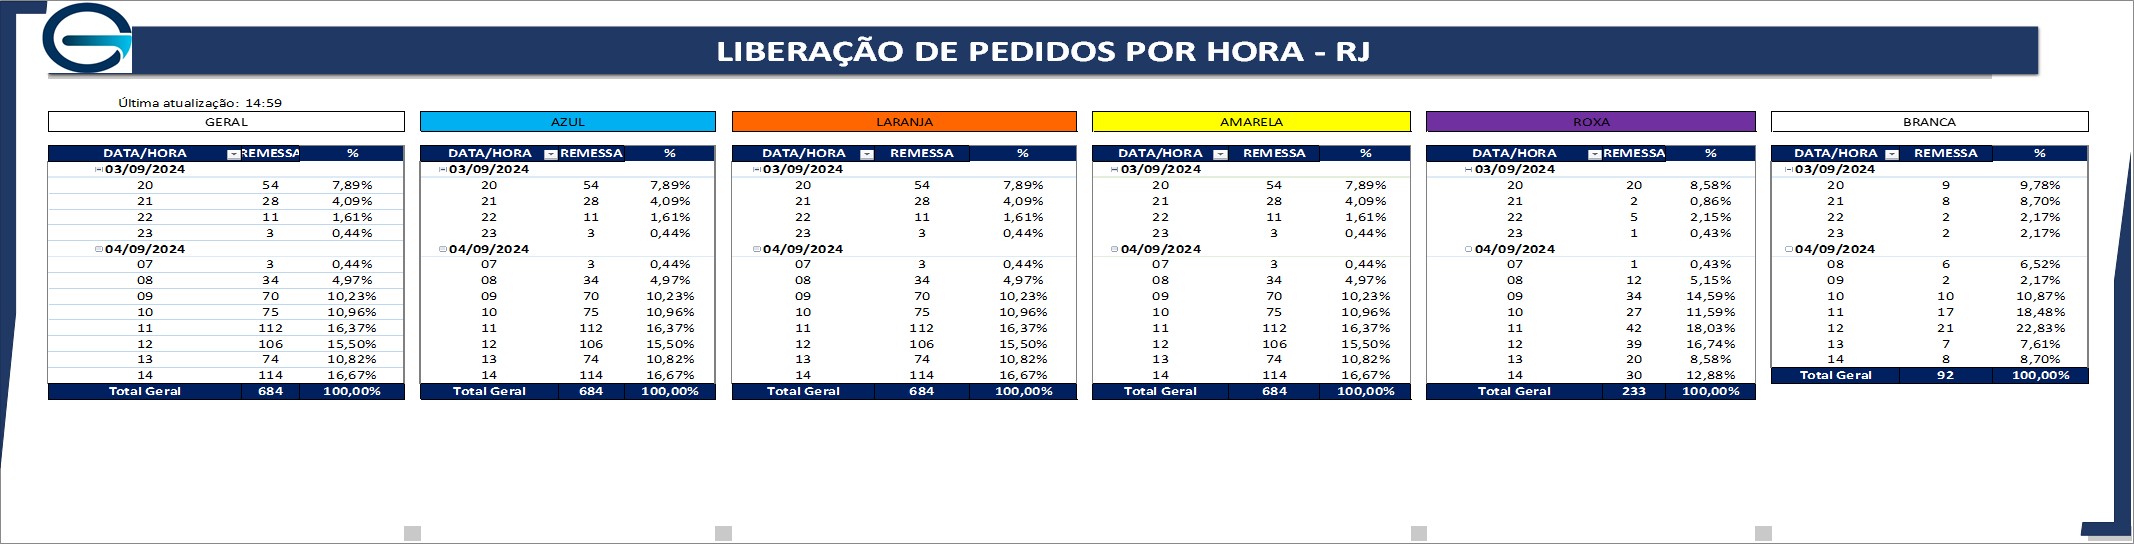 LIBERAÇÃO DE PEDIDOS POR HORA - RJ
Última atualização: 14:59
GERAL AZUL LARANJA AMARELA ROXA BRANCA
DATA/HORA REMESSA % DATA/HORA REMESSA % DATA/HORA REMESSA % DATA/HORA REMESSA % DATA/HORA REMESSA % DATA/HORA REMESSA %
03/09/2024 03/09/2024 03/09/2024 03/09/2024 03/09/2024 03/09/2024
20 54 7,89% 20 54 7,89% 20 54 7,89% 20 54 7,89% 20 20 8,58% 20 9 9,78%
21 28 4,09% 21 28 4,09% 21 28 4,09% 21 28 4,09% 21 2 0,86% 21 8 8,70%
22 11 1,61% 22 11 1,61% 22 11 1,61% 22 11 1,61% 22 5 2,15% 22 2 2,17%
23 3 0,44% 23 3 0,44% 23 3 0,44% 23 3 0,44% 23 1 0,43% 23 2 2,17%
04/09/2024 04/09/2024 04/09/2024 04/09/2024 04/09/2024 04/09/2024
07 3 0,44% 07 3 0,44% 07 3 0,44% 07 3 0,44% 07 1 0,43% 08 6 6,52%
08 34 4,97% 08 34 4,97% 08 34 4,97% 08 34 4,97% 08 12 5,15% 09 2 2,17%
09 70 10,23% 09 70 10,23% 09 70 10,23% 09 70 10,23% 09 34 14,59% 10 10 10,87%
10 75 10,96% 10 75 10,96% 10 75 10,96% 10 75 10,96% 10 27 11,59% 11 17 18,48%
11 112 16,37% 11 112 16,37% 11 112 16,37% 11 112 16,37% 11 42 18,03% 12 21 22,83%
12 106 15,50% 12 106 15,50% 12 106 15,50% 12 106 15,50% 12 39 16,74% 13 7 7,61%
13 74 10,82% 13 74 10,82% 13 74 10,82% 13 74 10,82% 13 20 8,58% 14 8 8,70%
14 114 16,67% 14 114 16,67% 14 114 16,67% 14 114 16,67% 14 30 12,88% Total Geral 92 100,00%
Total Geral 684 100,00% Total Geral 684 100,00% Total Geral 684 100,00% Total Geral 684 100,00% Total Geral 233 100,00%